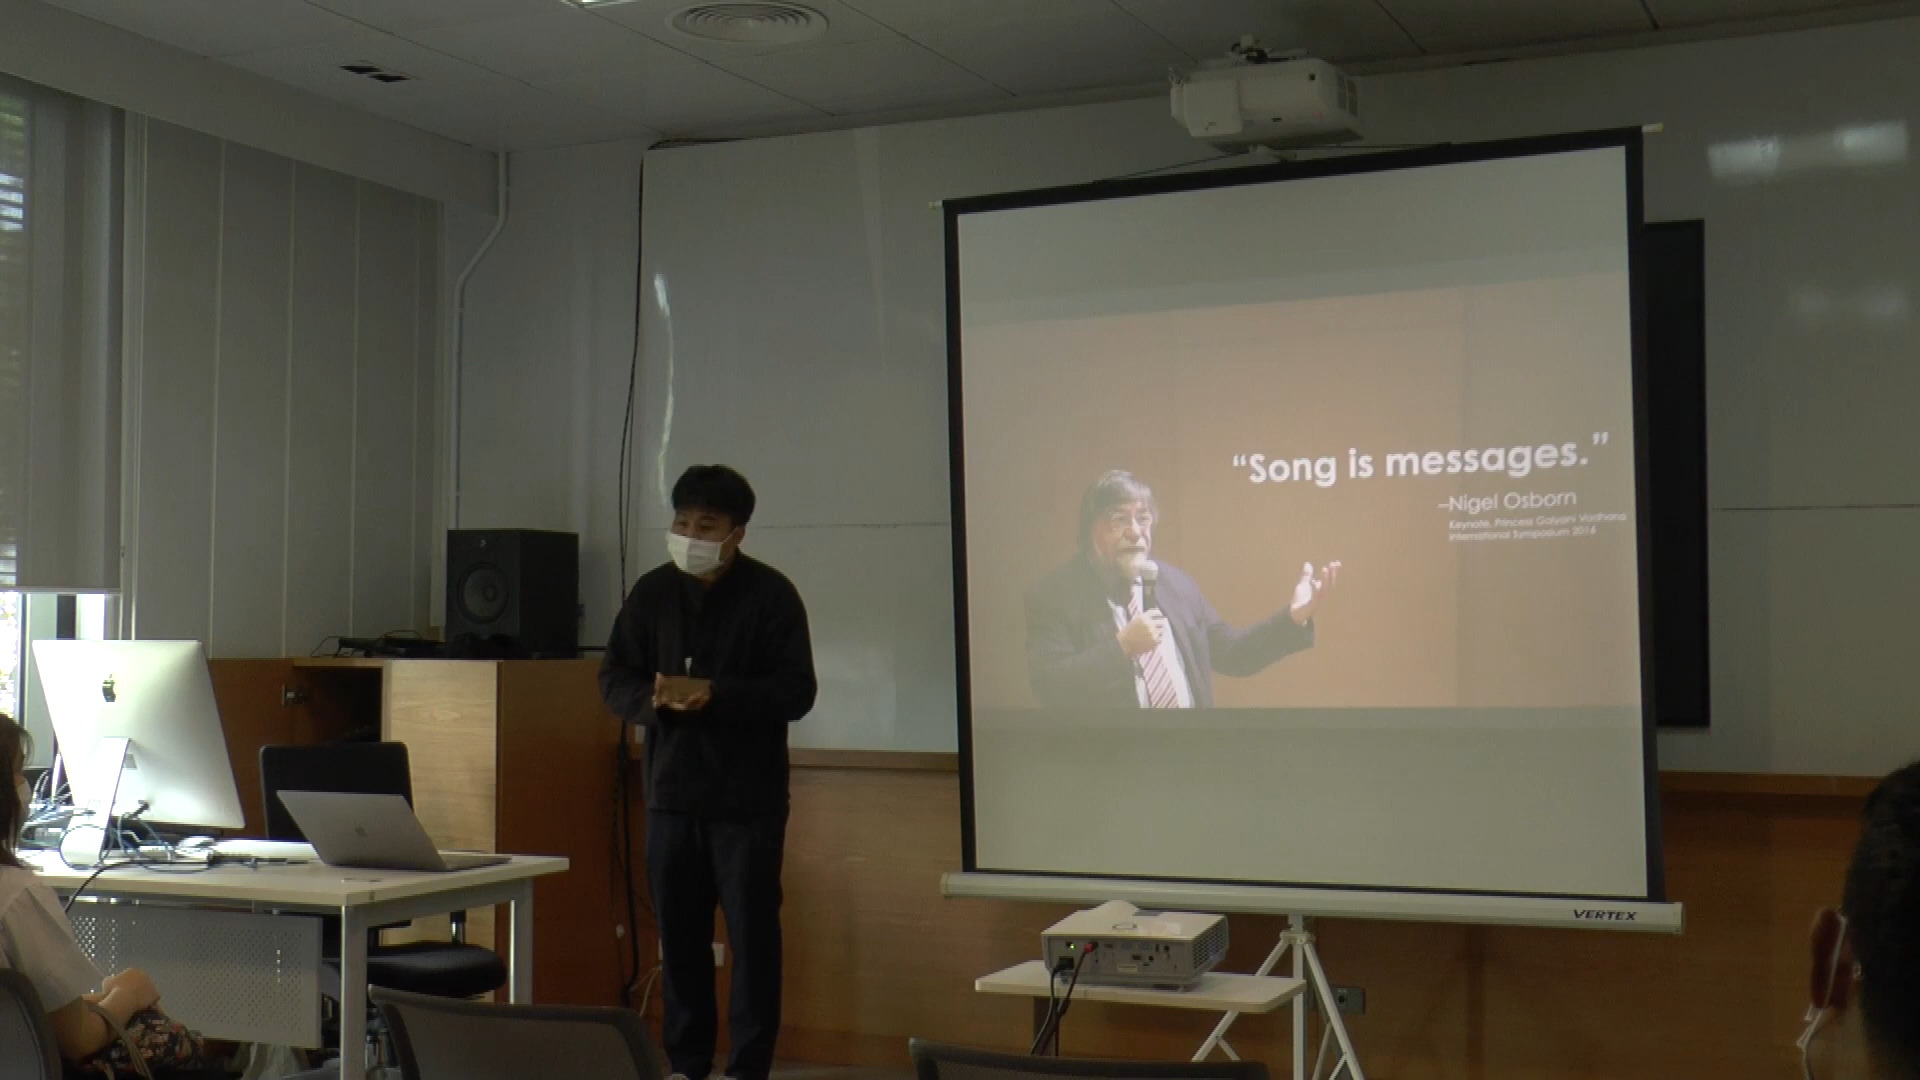 “Song is messages.”
–Nigel Osborn
Keynote, Princess Galyani Vadhana
International Symposium 2016
VERTEX